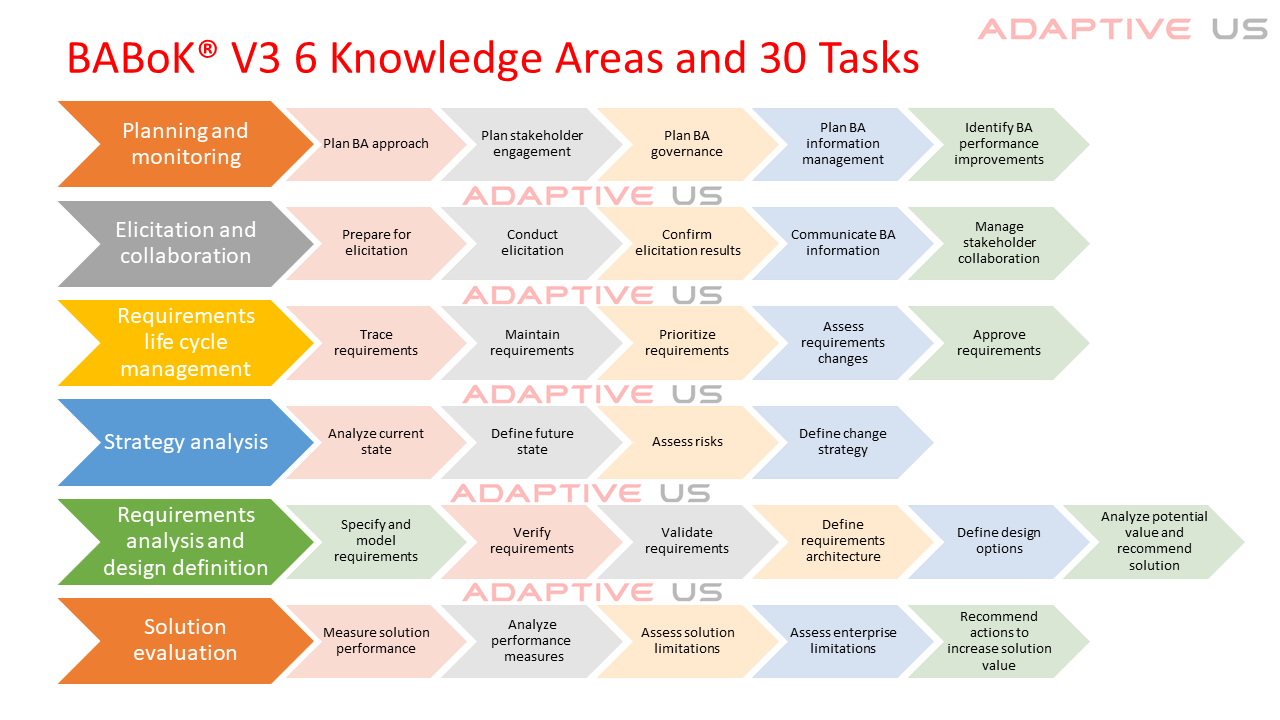 ADAPTIVE US
BABoK® V3 6 Knowledge Areas and 30 Tasks
Planning and
monitoring
Plan BA approach
Plan stakeholder
engagement
Plan BA
governance
Plan BA
information
management
Identify BA
performance
improvements
ADAPTIVE US
Elicitation and
collaboration
Prepare for
elicitation
Conduct
elicitation
Confirm
elicitation results
Communicate BA
information
Manage
stakeholder
collaboration
ADAPTIVE US
Requirements
life cycle
management
Trace
requirements
Maintain
requirements
Prioritize
requirements
Assess
requirements
changes
Approve
requirements
ADAPTIVE US
Strategy analysis
Analyze current
state
Define future
state
Assess risks
Define change
strategy
ADAPTIVE US
Requirements
analysis and
design definition
Specify and
model
requirements
Verify
requirements
Validate
requirements
Define
requirements
architecture
Define design
options
Analyze potential
value and
recommend
solution
ADAPTIVE US
Solution
evaluation
Measure solution
performance
Analyze
performance
measures
Assess solution
limitations
Assess enterprise
limitations
Recommend
actions to
increase solution
value